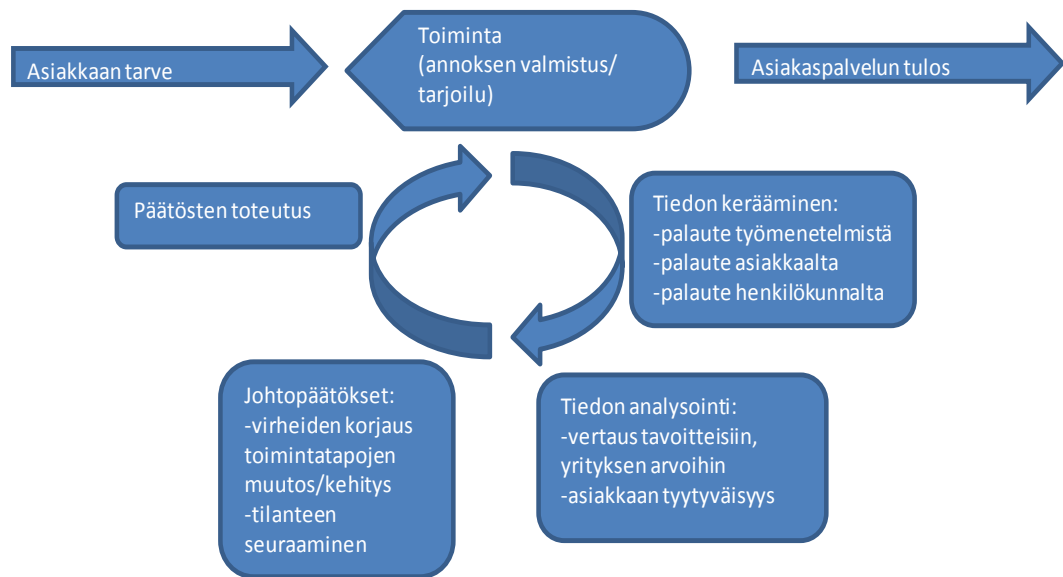 Asiakkaan tarve
Toiminta
(annoksen valmistus/
tarjoilu)
Asiakaspalvelun tulos
Päätösten toteutus
Tiedon kerääminen:
-palaute työmenetelmistä
-palaute asiakkaalta
-palaute henkilökunnalta
Johtopäätökset:
-virheiden korjaus
toimintatapojen
muutos/kehitys
-tilanteen
seuraaminen
Tiedon analysointi:
-vertaus tavoitteisiin,
yrityksen arvoihin
-asiakkaan tyytyväisyys